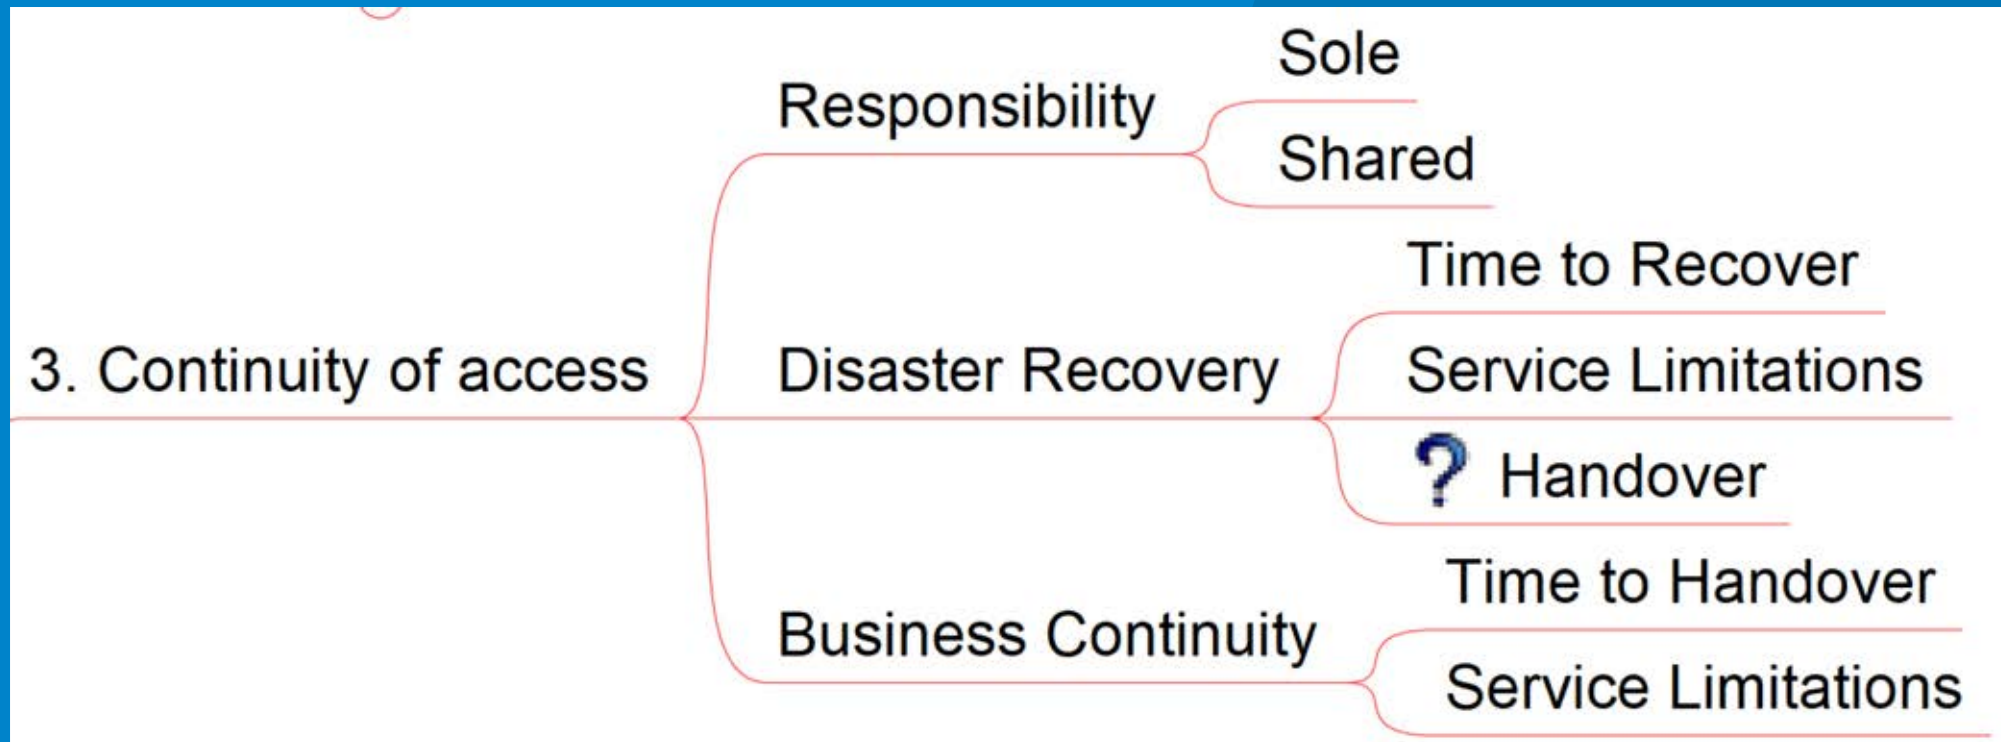 Sole
Responsibility
Shared
Time to Recover
3. Continuity of access
Disaster Recovery
Service Limitations
? Handover
Time to Handover
Business Continuity
Service Limitations